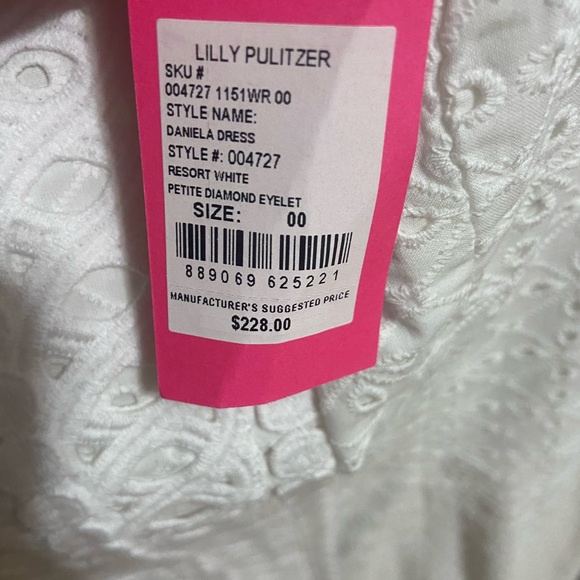 LILLY PULITZER
SKU #
004727 1151WR 00
STYLE NAME:
DANIELA DRESS
STYLE #: 004727
RESORT WHITE
PETITE DIAMOND EYELET
SIZE: 00
889069 625221
MANUFACTURER'S SUGGESTED PRICE
$228.00